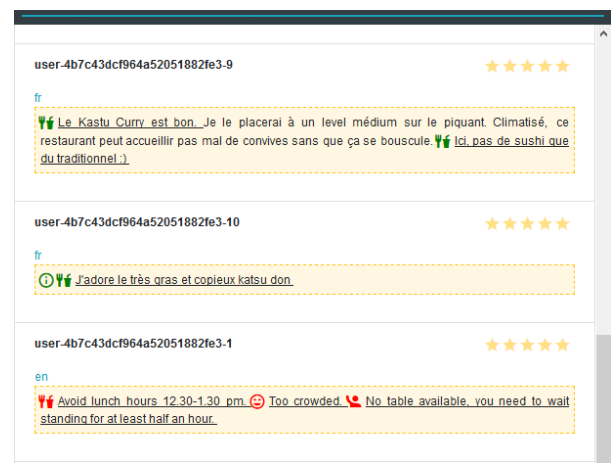 user-4b7c43dcf964a52051882fe3-9
fr
Le Kastu Curry est bon. Je le placerai à un level médium sur le piquant. Climatisé, ce
restaurant peut accueillir pas mal de convives sans que ça se bouscule. Ici, pas de sushi que
du traditionnel :)
user-4b7c43dcf964a52051882fe3-10
fr
J'adore le très gras et copieux katsu don
user-4b7c43dcf964a52051882fe3-1
en
Avoid lunch hours 12.30-1.30 pm. Too crowded. No table available, you need to wait
standing for at least half an hour.